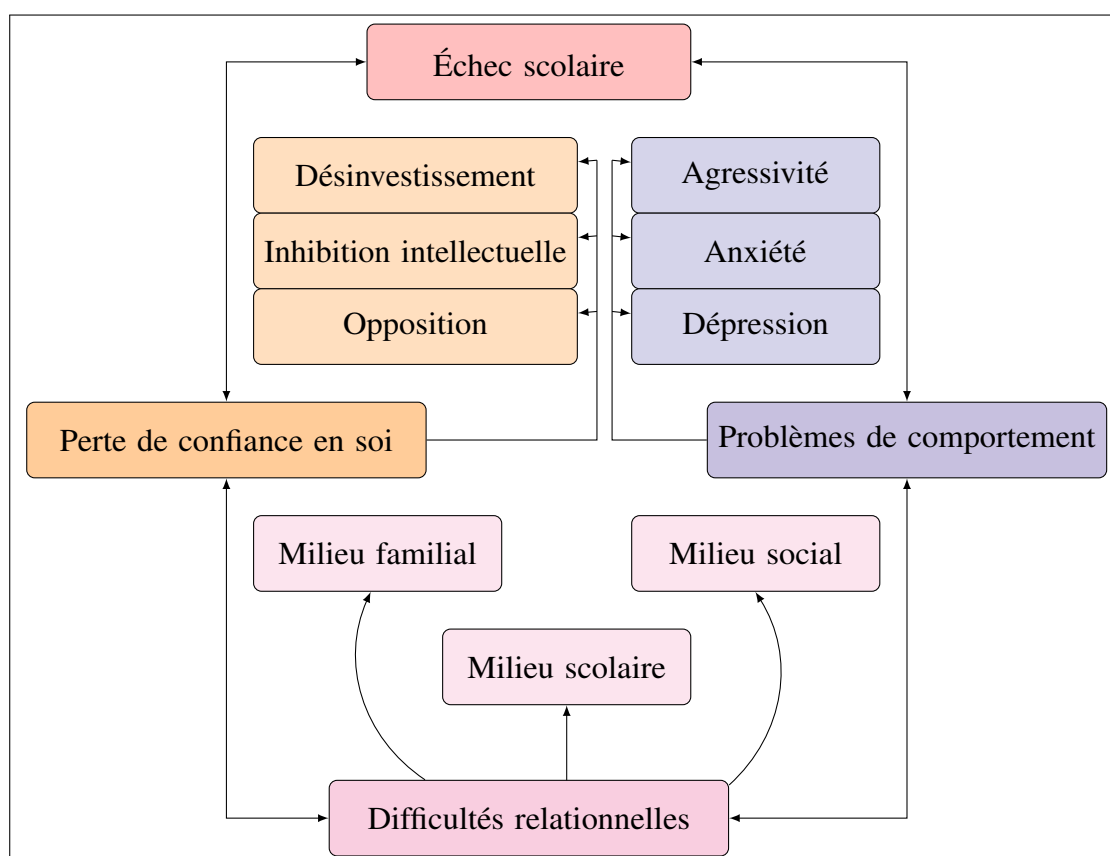 Échec scolaire
Désinvestissement
Agressivité
Inhibition intellectuelle
Anxiété
Opposition
Dépression
Perte de confiance en soi
Problèmes de comportement
Milieu familial
Milieu social
Milieu scolaire
Difficultés relationnelles